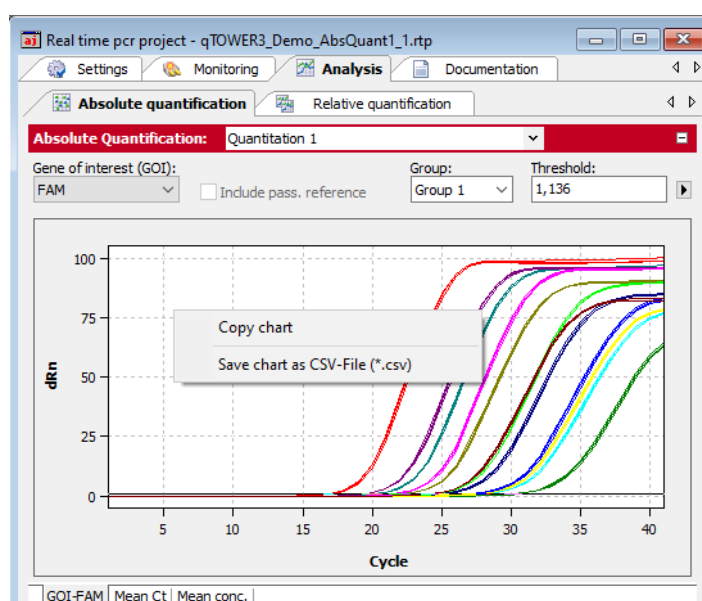 aj Real time pcr project - qTOWER3_Demo_AbsQuant1_1.rtp
Settings Monitoring Analysis Documentation
Absolute quantification Relative quantification
Absolute Quantification: Quantitation 1
Gene of interest (GOI): Group: Threshold:
FAM Include pass. reference Group 1 1,136
100
75
50
25
0
dRn
Copy chart
Save chart as CSV-File (*.csv)
5 10 15 20 25 30 35 40
Cycle
GOI-FAM Mean Ct Mean conc.